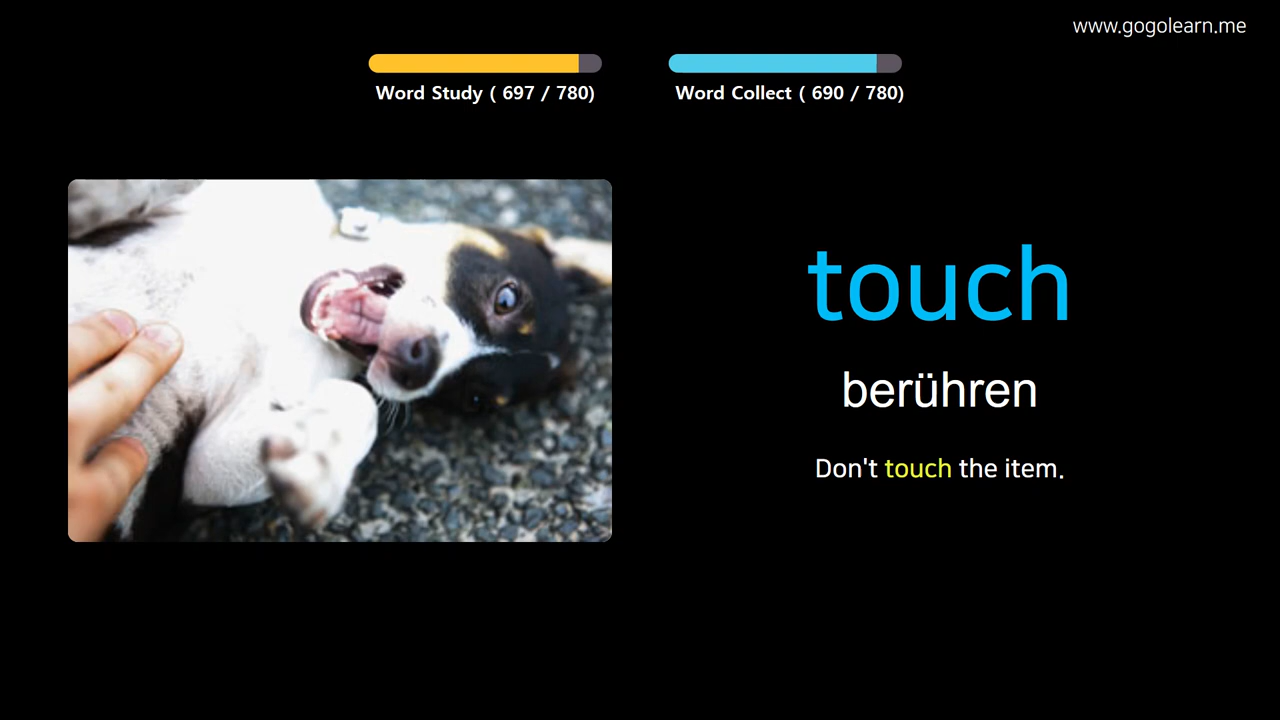 www.gogolearn.me
Word Study ( 697 / 780)
Word Collect ( 690 / 780)
touch
berühren
Don't touch the item.